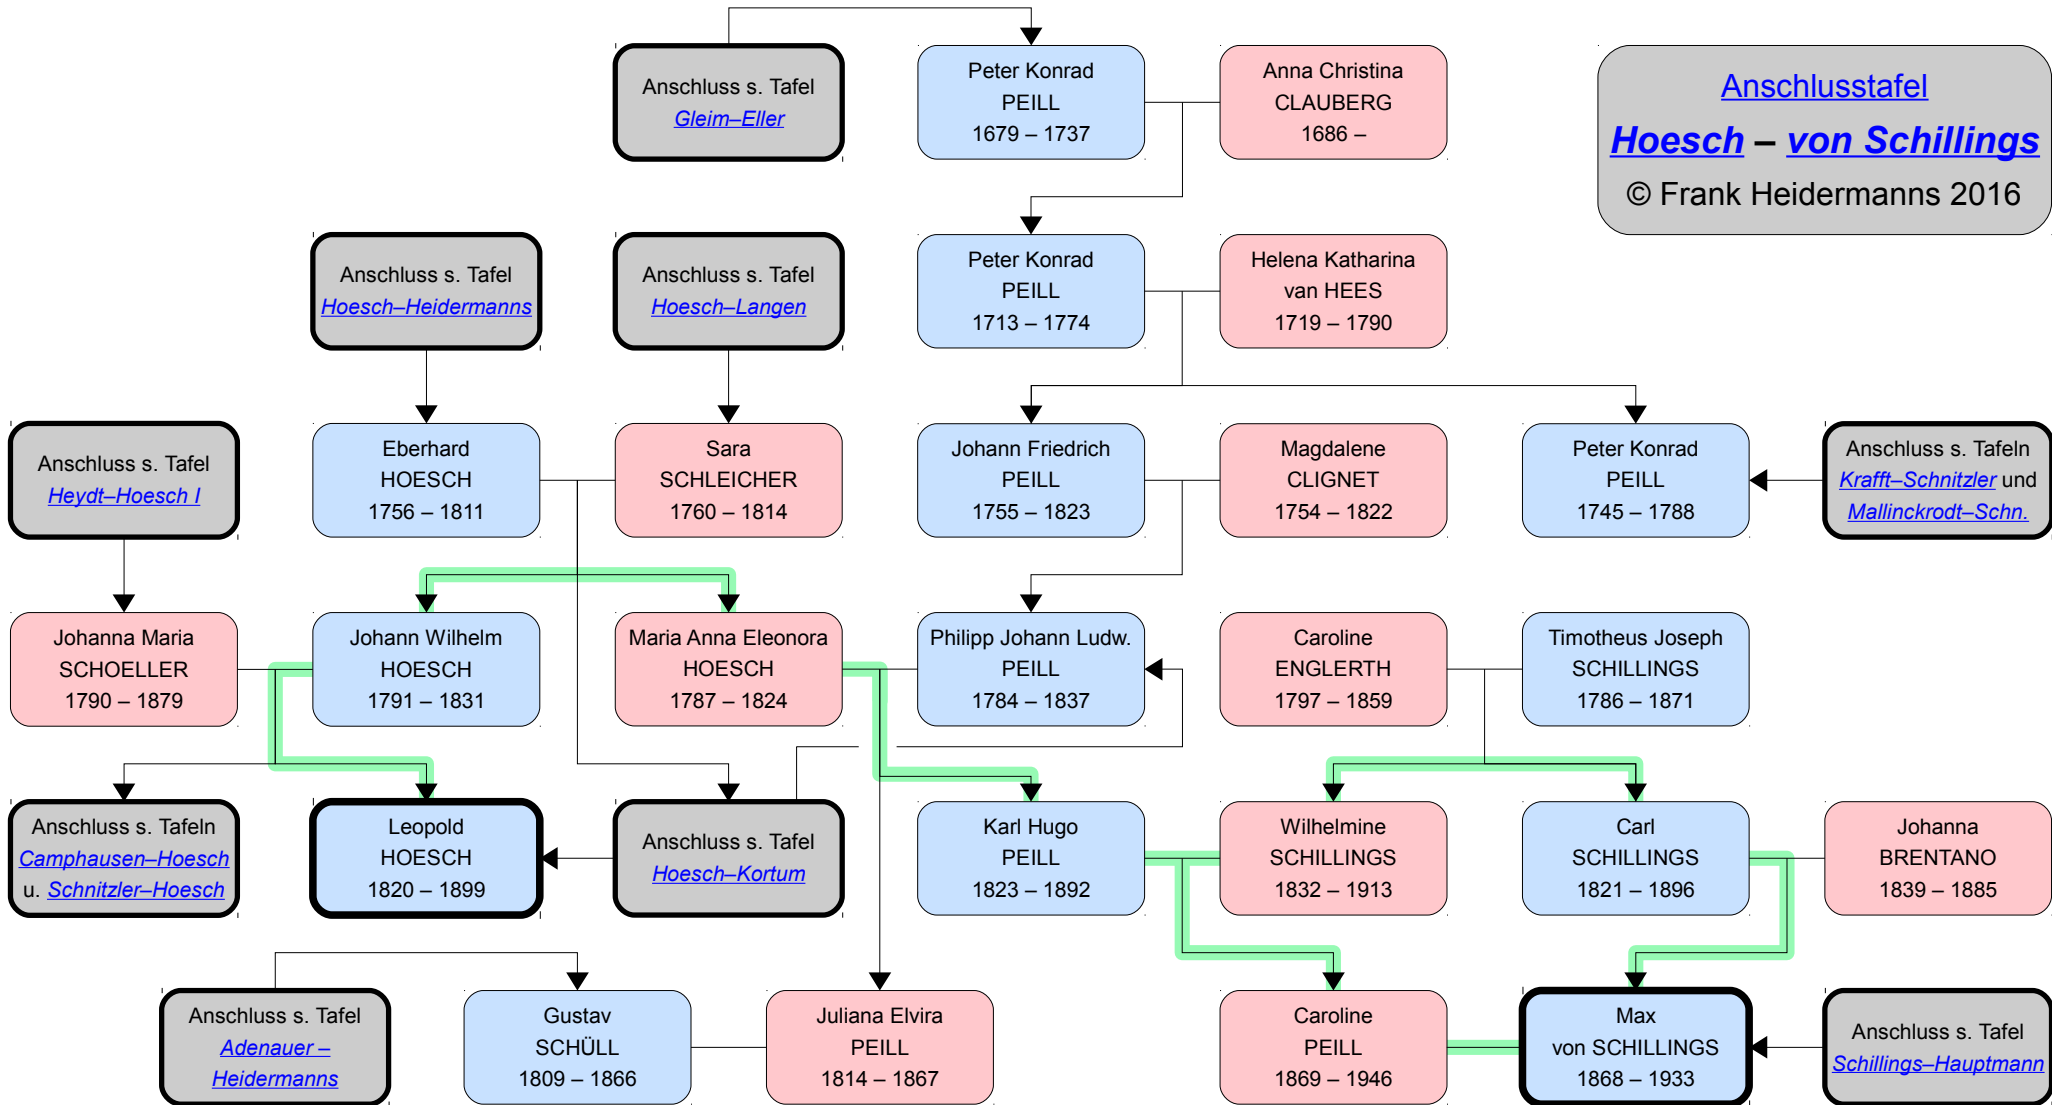 Anschluss s. Tafel
Gleim–Eller
Peter Konrad
PEILL
1679 – 1737
Anna Christina
CLAUBERG
1686 –
Anschlusstafel
Hoesch – von Schillings
© Frank Heidermanns 2016
Anschluss s. Tafel
Hoesch–Heidermanns
Anschluss s. Tafel
Hoesch–Langen
Peter Konrad
PEILL
1713 – 1774
Helena Katharina
van HEES
1719 – 1790
Anschluss s. Tafel
Heydt–Hoesch I
Eberhard
HOESCH
1756 – 1811
Sara
SCHLEICHER
1760 – 1814
Johann Friedrich
PEILL
1755 – 1823
Magdalene
CLIGNET
1754 – 1822
Peter Konrad
PEILL
1745 – 1788
Anschluss s. Tafeln
Krafft–Schnitzler und
Mallinckrodt–Schn.
Johanna Maria
SCHOELLER
1790 – 1879
Johann Wilhelm
HOESCH
1791 – 1831
Maria Anna Eleonora
HOESCH
1787 – 1824
Philipp Johann Ludw.
PEILL
1784 – 1837
Caroline
ENGLERTH
1797 – 1859
Timotheus Joseph
SCHILLINGS
1786 – 1871
Anschluss s. Tafeln
Camphausen–Hoesch
u. Schnitzler–Hoesch
Leopold
HOESCH
1820 – 1899
Anschluss s. Tafel
Hoesch–Kortum
Karl Hugo
PEILL
1823 – 1892
Wilhelmine
SCHILLINGS
1832 – 1913
Carl
SCHILLINGS
1821 – 1896
Johanna
BRENTANO
1839 – 1885
Anschluss s. Tafel
Adenauer –
Heidermanns
Gustav
SCHÜLL
1809 – 1866
Juliana Elvira
PEILL
1814 – 1867
Caroline
PEILL
1869 – 1946
Max
von SCHILLINGS
1868 – 1933
Anschluss s. Tafel
Schillings–Hauptmann